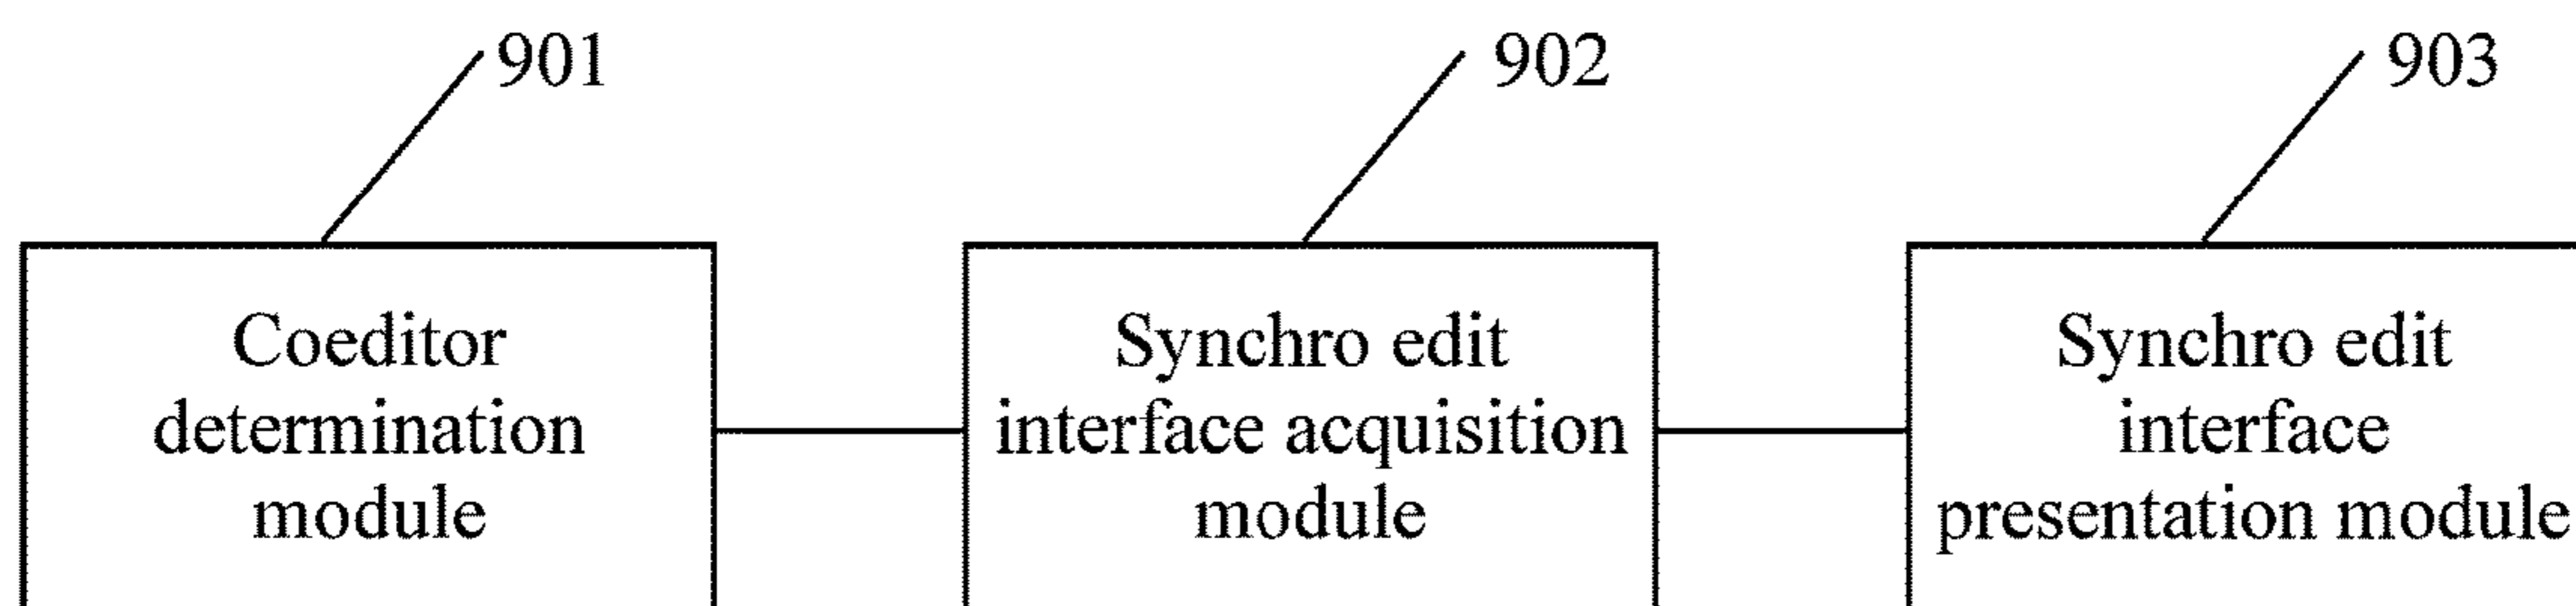 901
902
903
Coeditor
determination
module
Synchro edit
interface acquisition
module
Synchro edit
interface
presentation module